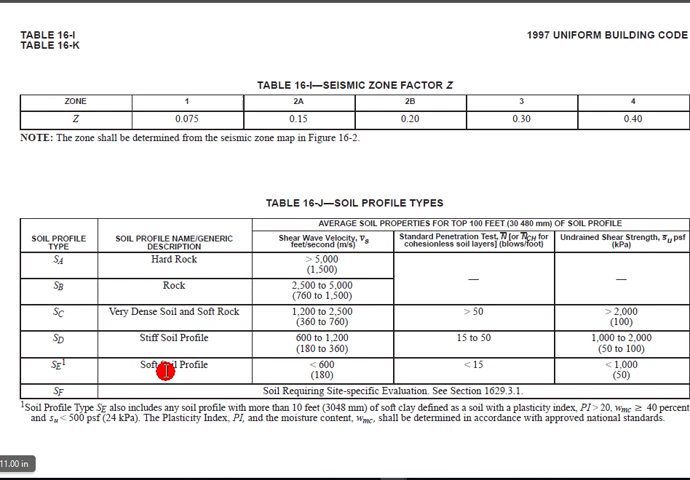 TABLE 16-I
TABLE 16-K
1997 UNIFORM BUILDING CODE
TABLE 16-I—SEISMIC ZONE FACTOR Z
ZONE 1 2A 2B 3 4
Z 0.075 0.15 0.20 0.30 0.40
NOTE: The zone shall be determined from the seismic zone map in Figure 16-2.
TABLE 16-J—SOIL PROFILE TYPES
AVERAGE SOIL PROPERTIES FOR TOP 100 FEET (30 480 mm) OF SOIL PROFILE
SOIL PROFILE TYPE
SOIL PROFILE NAME/GENERIC DESCRIPTION
Shear Wave Velocity, v̄s feet/second (m/s)
Standard Penetration Test, N̄ [or N̄CH for cohesionless soil layers] (blows/foot)
Undrained Shear Strength, s̄u psf (kPa)
SA Hard Rock > 5,000 (1,500) — —
SB Rock 2,500 to 5,000 (760 to 1,500)
SC Very Dense Soil and Soft Rock 1,200 to 2,500 (360 to 760) > 50 > 2,000 (100)
SD Stiff Soil Profile 600 to 1,200 (180 to 360) 15 to 50 1,000 to 2,000 (50 to 100)
SE1 Soft Soil Profile < 600 (180) < 15 < 1,000 (50)
SF Soil Requiring Site-specific Evaluation. See Section 1629.3.1.
1Soil Profile Type SE also includes any soil profile with more than 10 feet (3048 mm) of soft clay defined as a soil with a plasticity index, PI > 20, wmc ≥ 40 percent
and su < 500 psf (24 kPa). The Plasticity Index, PI, and the moisture content, wmc, shall be determined in accordance with approved national standards.
11.00 in